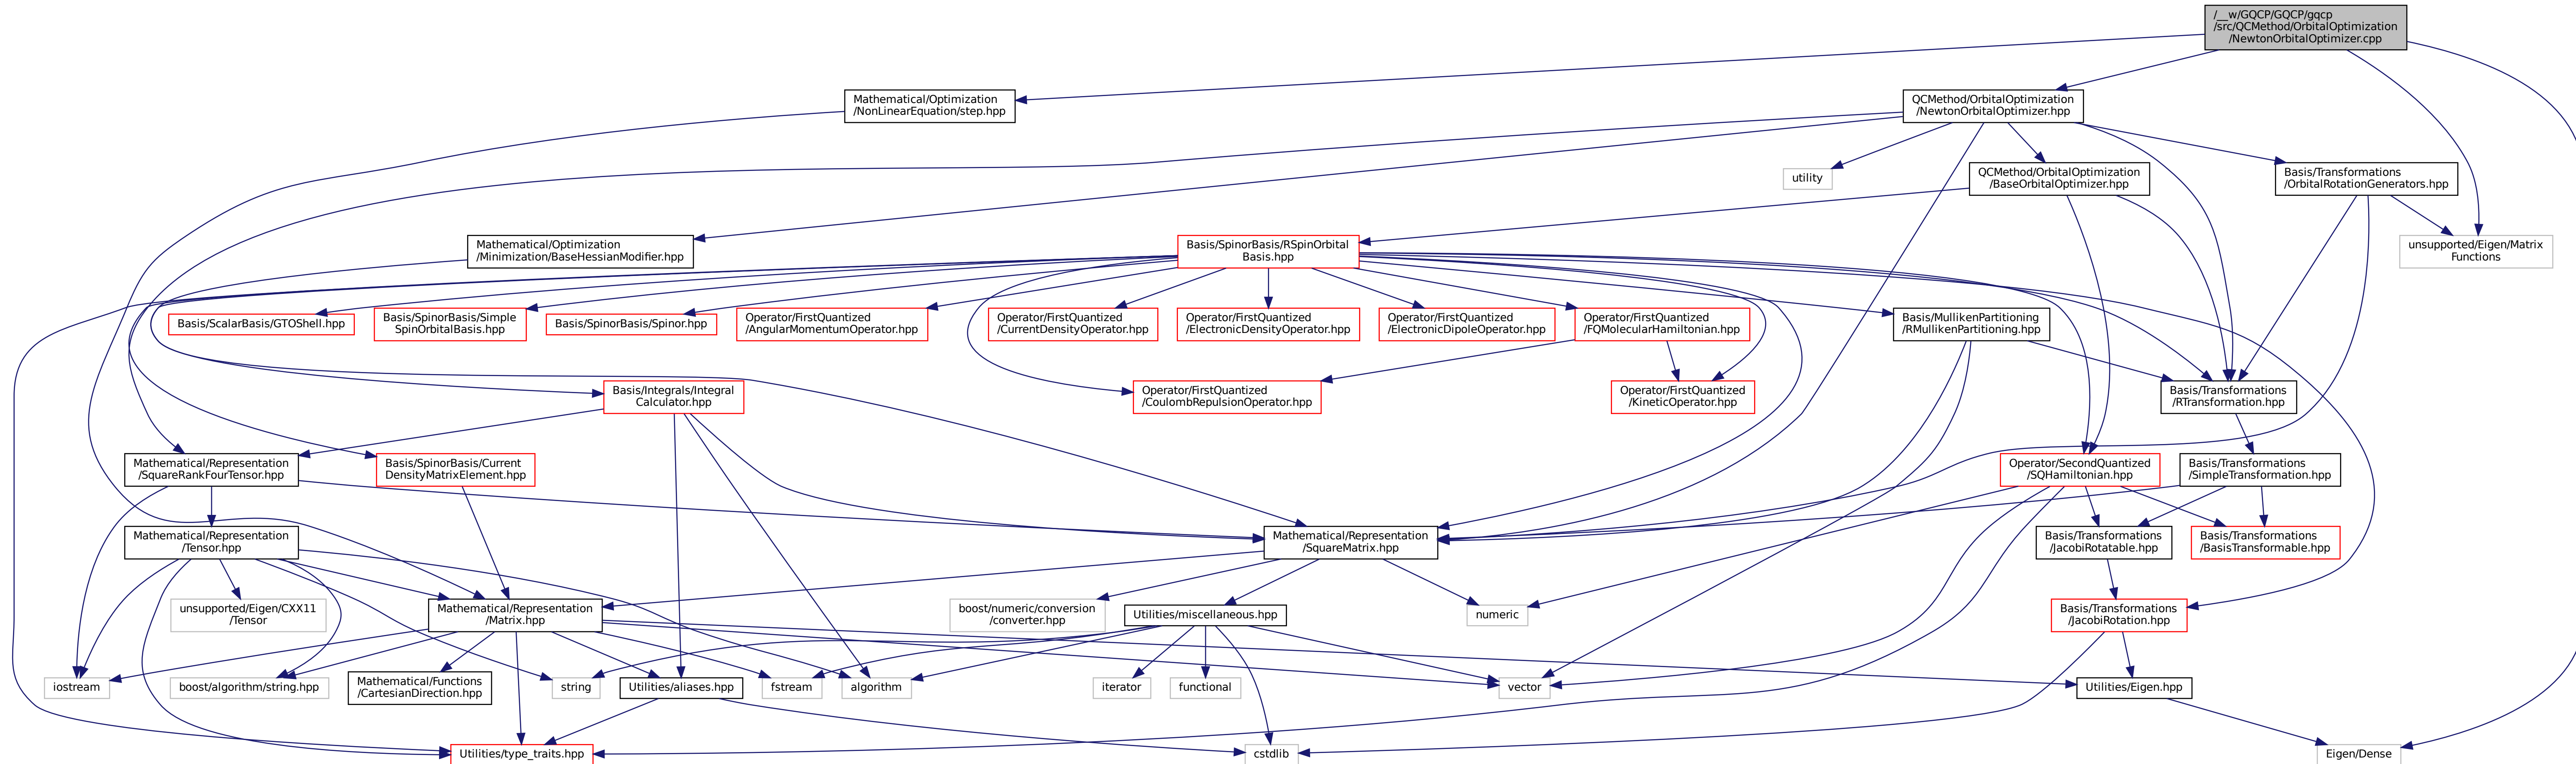 /__w/GQCP/GQCP/gqcp
/src/QCMethod/OrbitalOptimization
/NewtonOrbitalOptimizer.cpp
Mathematical/Optimization
/NonLinearEquation/step.hpp
QCMethod/OrbitalOptimization
/NewtonOrbitalOptimizer.hpp
utility
QCMethod/OrbitalOptimization
/BaseOrbitalOptimizer.hpp
Basis/Transformations
/OrbitalRotationGenerators.hpp
Mathematical/Optimization
/Minimization/BaseHessianModifier.hpp
Basis/SpinorBasis/RSpinOrbital
Basis.hpp
unsupported/Eigen/Matrix
Functions
Basis/ScalarBasis/GTOShell.hpp
Basis/SpinorBasis/Simple
SpinOrbitalBasis.hpp
Basis/SpinorBasis/Spinor.hpp
Operator/FirstQuantized
/AngularMomentumOperator.hpp
Operator/FirstQuantized
/CurrentDensityOperator.hpp
Operator/FirstQuantized
/ElectronicDensityOperator.hpp
Operator/FirstQuantized
/ElectronicDipoleOperator.hpp
Operator/FirstQuantized
/FQMolecularHamiltonian.hpp
Basis/MullikenPartitioning
/RMullikenPartitioning.hpp
Basis/Integrals/Integral
Calculator.hpp
Operator/FirstQuantized
/CoulombRepulsionOperator.hpp
Operator/FirstQuantized
/KineticOperator.hpp
Basis/Transformations
/RTransformation.hpp
Mathematical/Representation
/SquareRankFourTensor.hpp
Basis/SpinorBasis/Current
DensityMatrixElement.hpp
Operator/SecondQuantized
/SQHamiltonian.hpp
Basis/Transformations
/SimpleTransformation.hpp
Mathematical/Representation
/Tensor.hpp
Mathematical/Representation
/SquareMatrix.hpp
Basis/Transformations
/JacobiRotatable.hpp
Basis/Transformations
/BasisTransformable.hpp
unsupported/Eigen/CXX11
/Tensor
Mathematical/Representation
/Matrix.hpp
boost/numeric/conversion
/converter.hpp
Utilities/miscellaneous.hpp
numeric
Basis/Transformations
/JacobiRotation.hpp
iostream
boost/algorithm/string.hpp
Mathematical/Functions
/CartesianDirection.hpp
string
Utilities/aliases.hpp
fstream
algorithm
iterator
functional
vector
Utilities/Eigen.hpp
Utilities/type_traits.hpp
cstdlib
Eigen/Dense